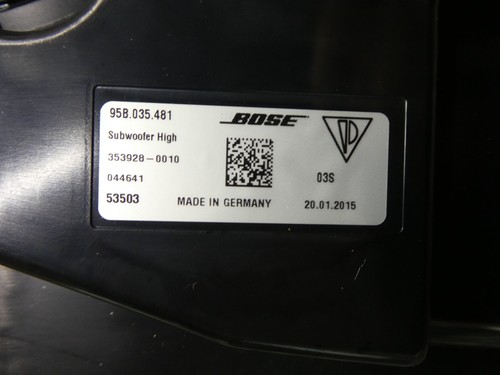 95B.035.481
BOSE
Subwoofer High
353928-0010
044641
03S
53503
MADE IN GERMANY
20.01.2015